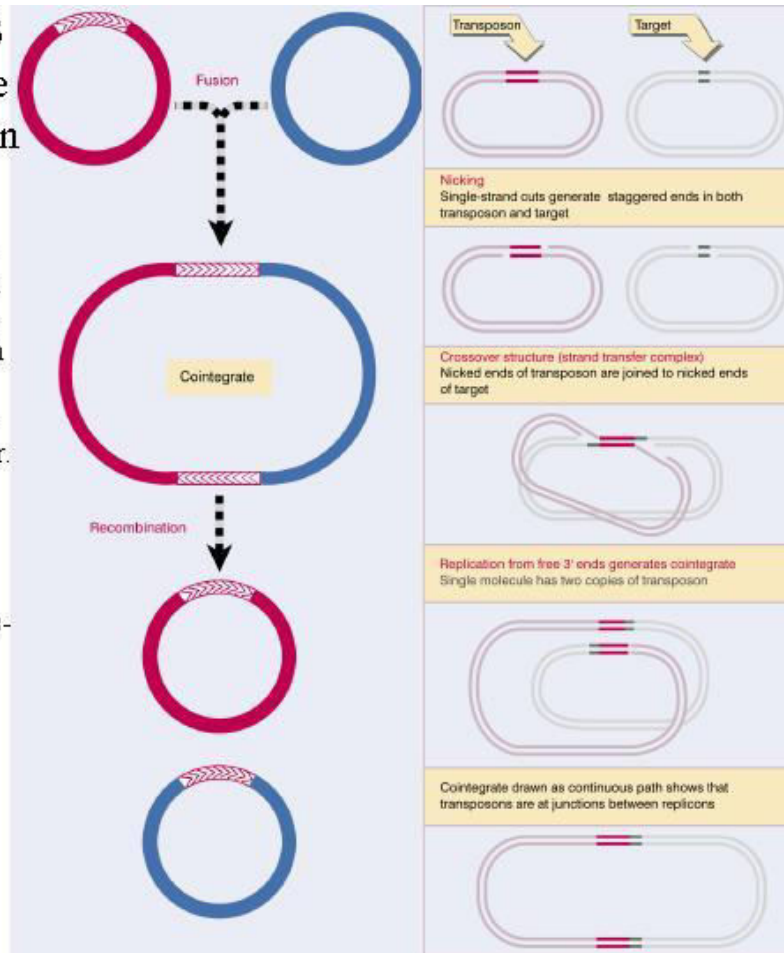 Fusion
Cointegrate
Recombination
Transposon
Target
Nicking
Single-strand cuts generate staggered ends in both
transposon and target
Crossover structure (strand transfer complex)
Nicked ends of transposon are joined to nicked ends
of target
Replication from free 3' ends generates cointegrate
Single molecule has two copies of transposon
Cointegrate drawn as continuous path shows that
transposons are at junctions between replicons